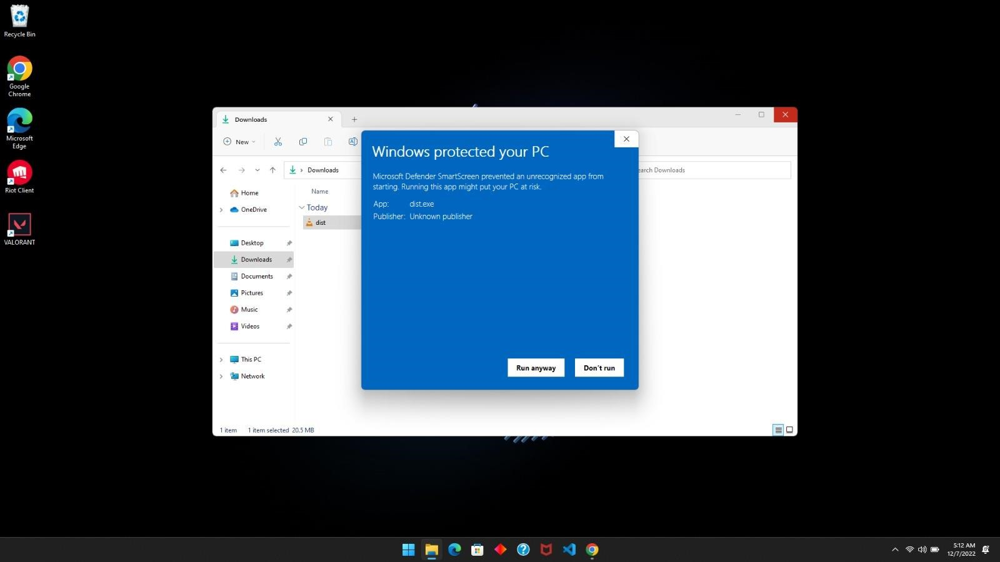 Recycle Bin
Google
Chrome
Microsoft
Edge
Riot Client
VALORANT
Downloads
New
Downloads
earch Downloads
Home
OneDrive
Desktop
Downloads
Documents
Pictures
Music
Videos
This PC
Network
Name
Today
dist
1 item 1 item selected 20.5 MB
Windows protected your PC
Microsoft Defender SmartScreen prevented an unrecognized app from
starting. Running this app might put your PC at risk.
App: dist.exe
Publisher: Unknown publisher
Run anyway Don't run
5:12 AM
12/7/2022